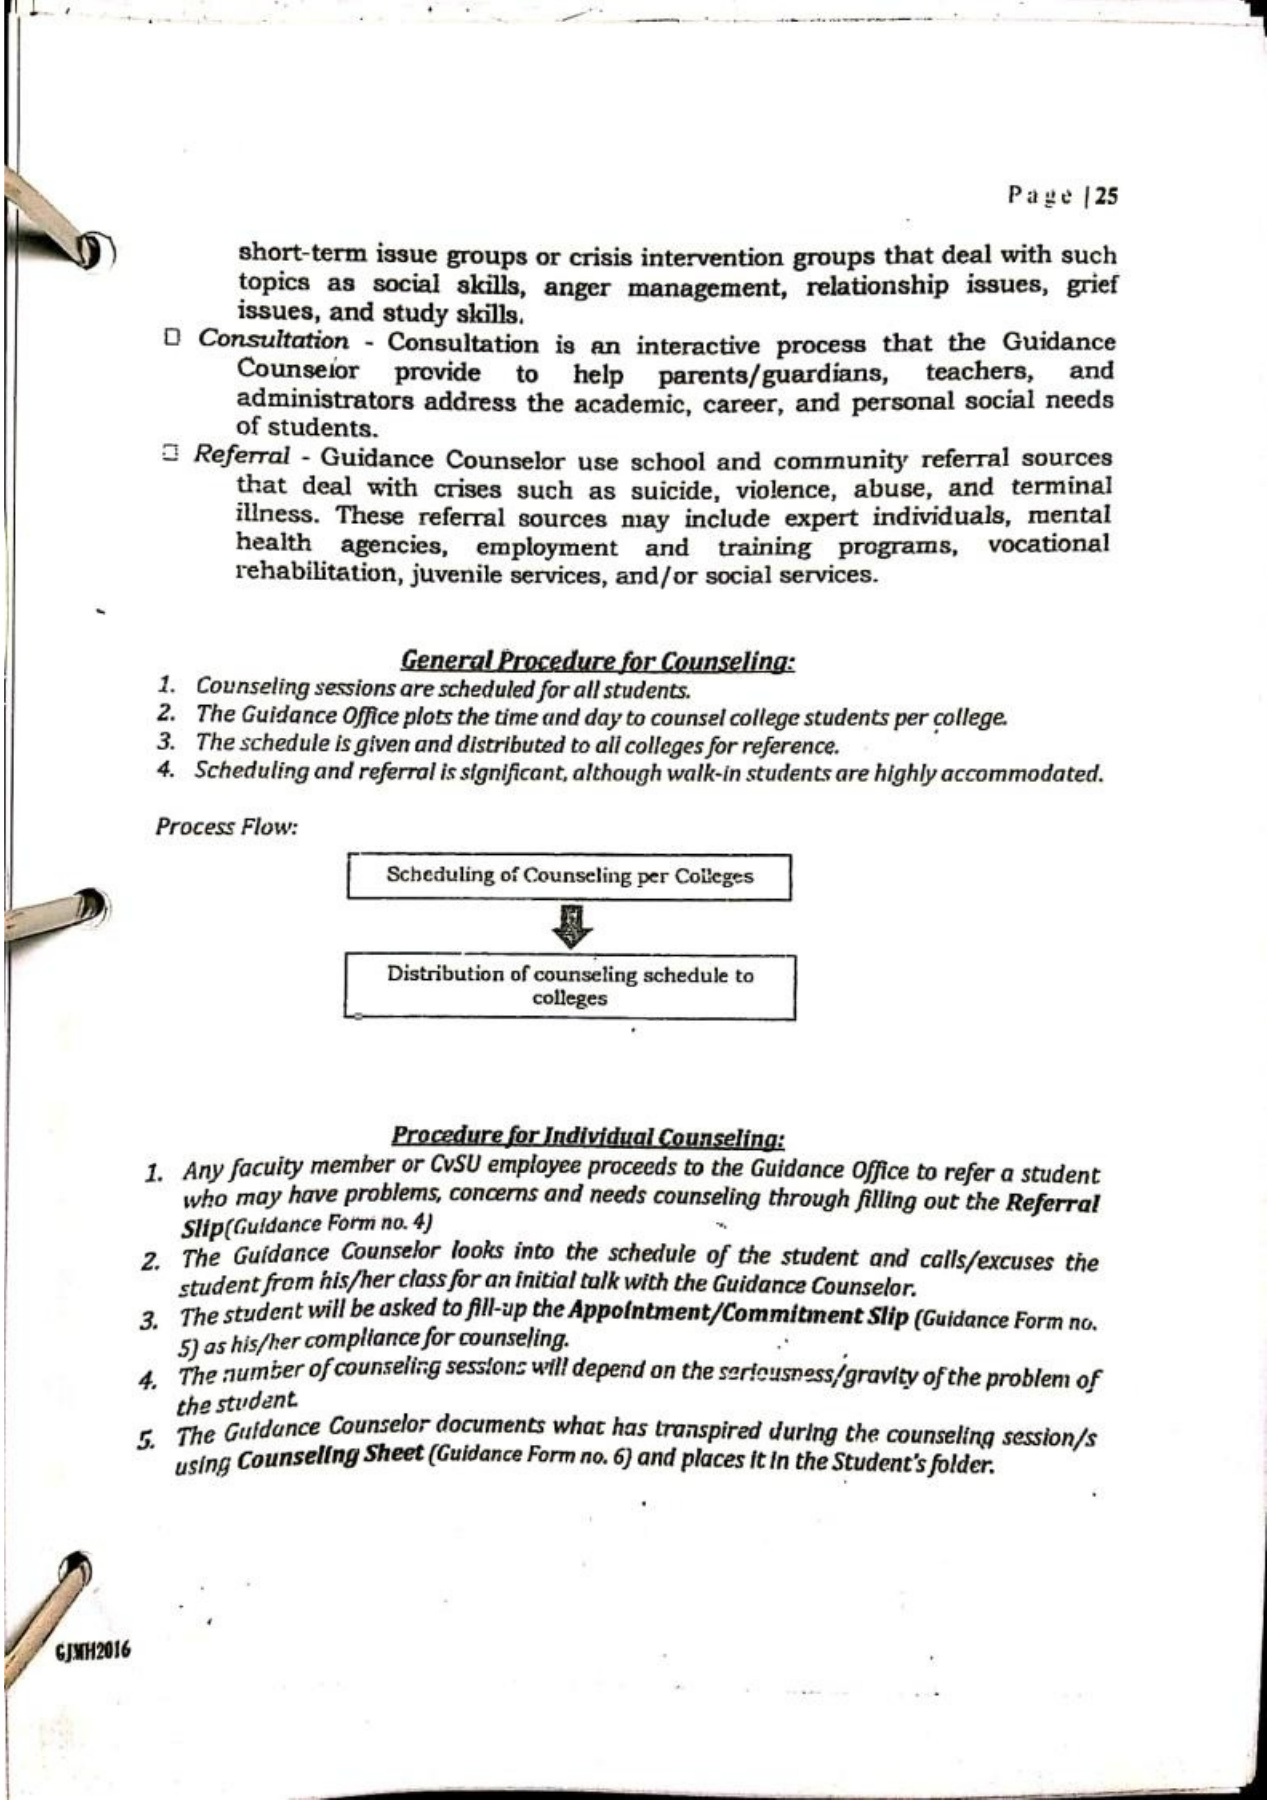 Page | 25
short-term issue groups or crisis intervention groups that deal with such
topics as social skills, anger management, relationship issues, grief
issues, and study skills.
Consultation - Consultation is an interactive process that the Guidance
Counselor provide to help parents/guardians, teachers, and
administrators address the academic, career, and personal social needs
of students.
Referral - Guidance Counselor use school and community referral sources
that deal with crises such as suicide, violence, abuse, and terminal
illness. These referral sources may include expert individuals, mental
health agencies, employment and training programs, vocational
rehabilitation, juvenile services, and/or social services.
General Procedure for Counseling:
1. Counseling sessions are scheduled for all students.
2. The Guidance Office plots the time and day to counsel college students per college.
3. The schedule is given and distributed to all colleges for reference.
4. Scheduling and referral is significant, although walk-in students are highly accommodated.
Process Flow:
Scheduling of Counseling per Colleges
Distribution of counseling schedule to
colleges
Procedure for Individual Counseling:
1. Any faculty member or CvSU employee proceeds to the Guidance Office to refer a student
who may have problems, concerns and needs counseling through filling out the Referral
Slip(Guidance Form no. 4)
2. The Guidance Counselor looks into the schedule of the student and calls/excuses the
student from his/her class for an initial talk with the Guidance Counselor.
3. The student will be asked to fill-up the Appointment/Commitment Slip (Guidance Form no.
5) as his/her compliance for counseling.
4. The number of counseling sessions will depend on the seriousness/gravity of the problem of
the student.
5. The Guidance Counselor documents what has transpired during the counseling session/s
using Counseling Sheet (Guidance Form no. 6) and places it in the Student's folder.
GJMH2016